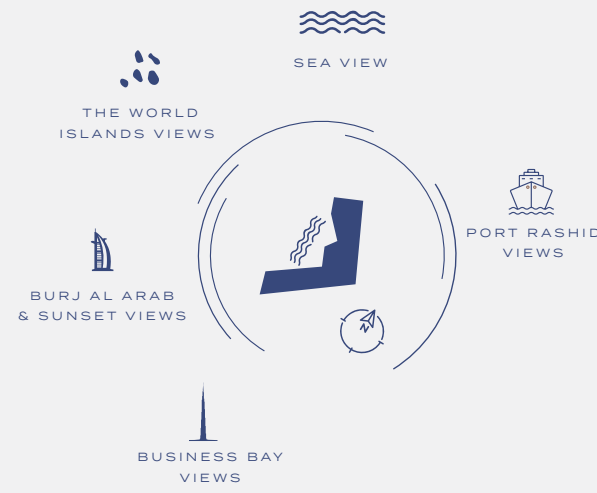 SEA VIEW
THE WORLD
ISLANDS VIEWS
PORT RASHID
VIEWS
BURJ AL ARAB
& SUNSET VIEWS
N
BUSINESS BAY
VIEWS